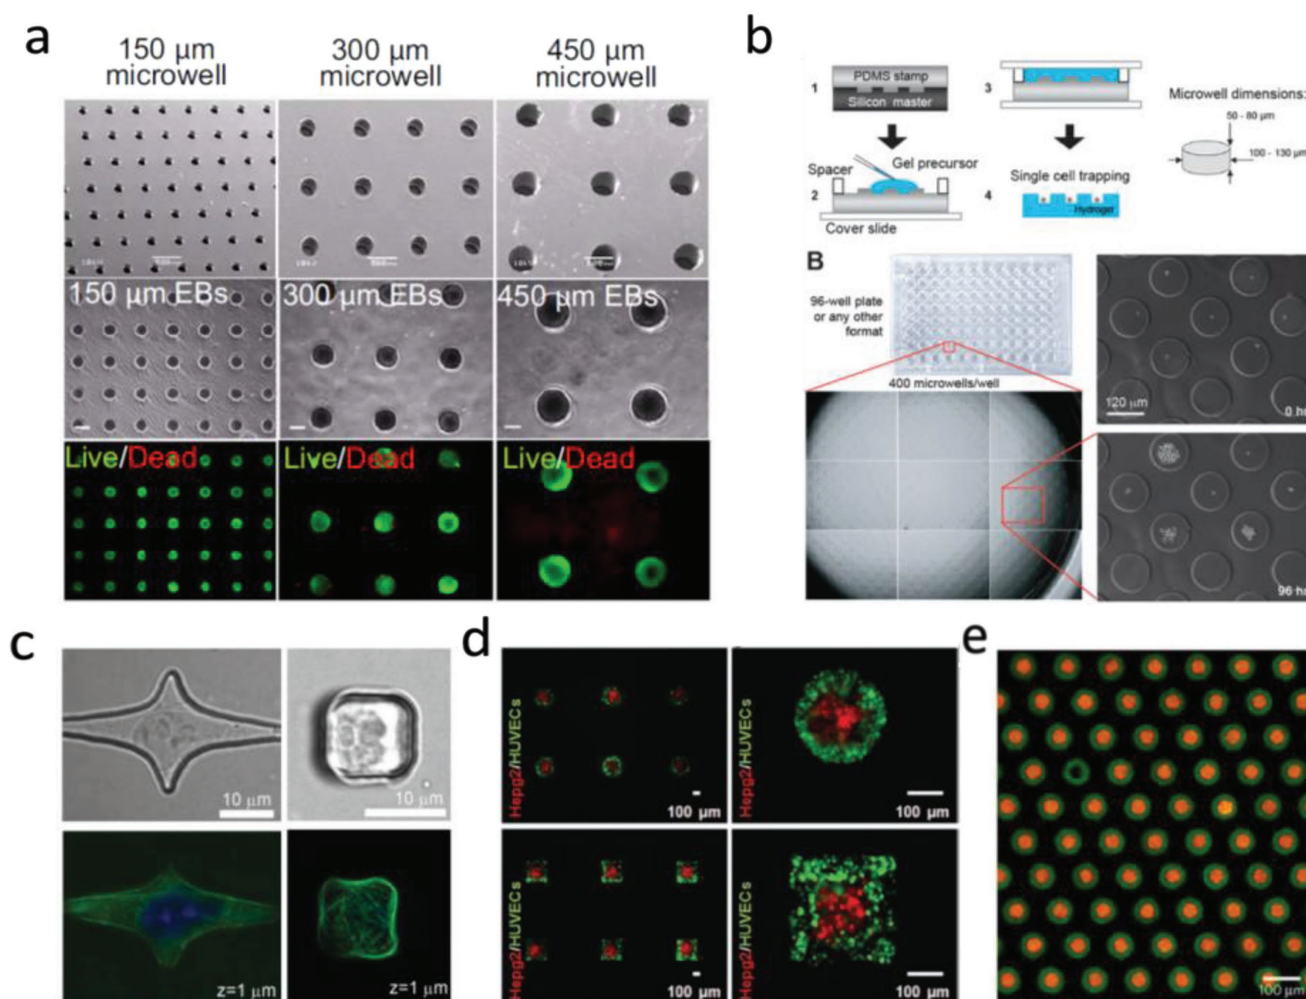 a
150 µm
microwell
300 µm
microwell
450 µm
microwell
150 µm EBs
300 µm EBs
450 µm EBs
Live/Dead
Live/Dead
Live/Dead
b
1
PDMS stamp
Silicon master
3
Microwell dimensions:
50 - 80 µm
100 - 130 µm
Spacer
Gel precursor
2
Cover slide
Single cell trapping
4
Hydrogel
B
96-well plate
or any other
format
400 microwells/well
120 µm
0 hr
96 hr
c
10 µm
10 µm
z=1 µm
z=1 µm
d
Hepg2/HUVECs
100 µm
Hepg2/HUVECs
100 µm
Hepg2/HUVECs
100 µm
Hepg2/HUVECs
100 µm
e
100 µm